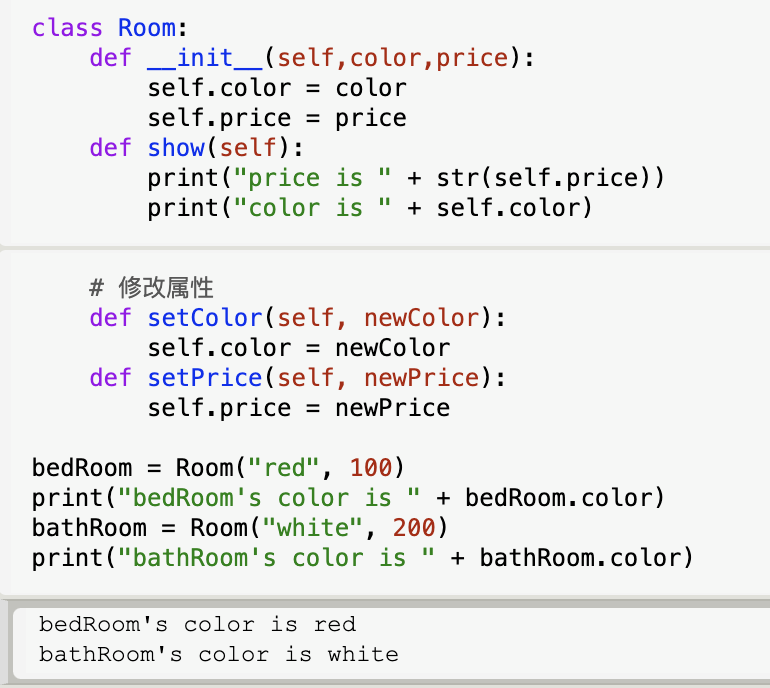 class Room:
    def __init__(self,color,price):
        self.color = color
        self.price = price
    def show(self):
        print("price is " + str(self.price))
        print("color is " + self.color)
    # 修改属性
    def setColor(self, newColor):
        self.color = newColor
    def setPrice(self, newPrice):
        self.price = newPrice
bedRoom = Room("red", 100)
print("bedRoom's color is " + bedRoom.color)
bathRoom = Room("white", 200)
print("bathRoom's color is " + bathRoom.color)
bedRoom's color is red
bathRoom's color is white